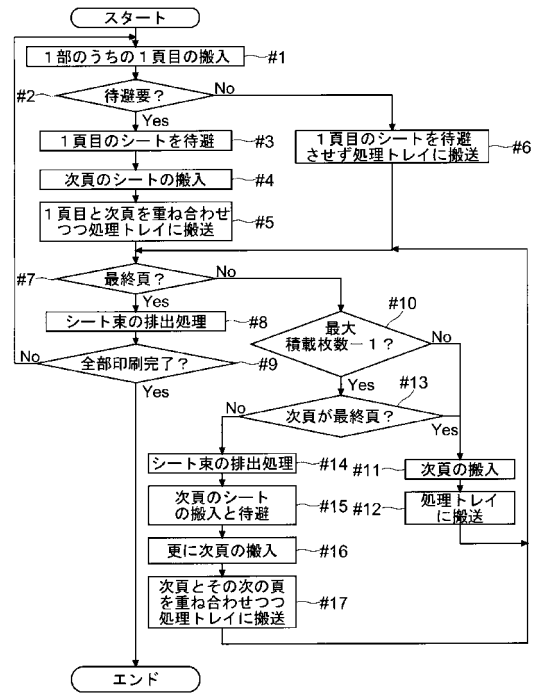 スタート
1部のうちの1頁目の搬入
#1
#2
待避要?
No
Yes
1頁目のシートを待避
#3
1頁目のシートを待避
させず処理トレイに搬送
#6
次頁のシートの搬入
#4
1頁目と次頁を重ね合わせ
つつ処理トレイに搬送
#5
#7
最終頁?
No
Yes
シート束の排出処理
#8
#10
最大
積載枚数−1?
No
Yes
No
全部印刷完了?
#9
Yes
#13
次頁が最終頁?
No
Yes
シート束の排出処理
#14
#11
次頁の搬入
次頁のシート
の搬入と待避
#15
#12
処理トレイ
に搬送
更に次頁の搬入
#16
次頁とその次の頁
を重ね合わせつつ
処理トレイに搬送
#17
エンド